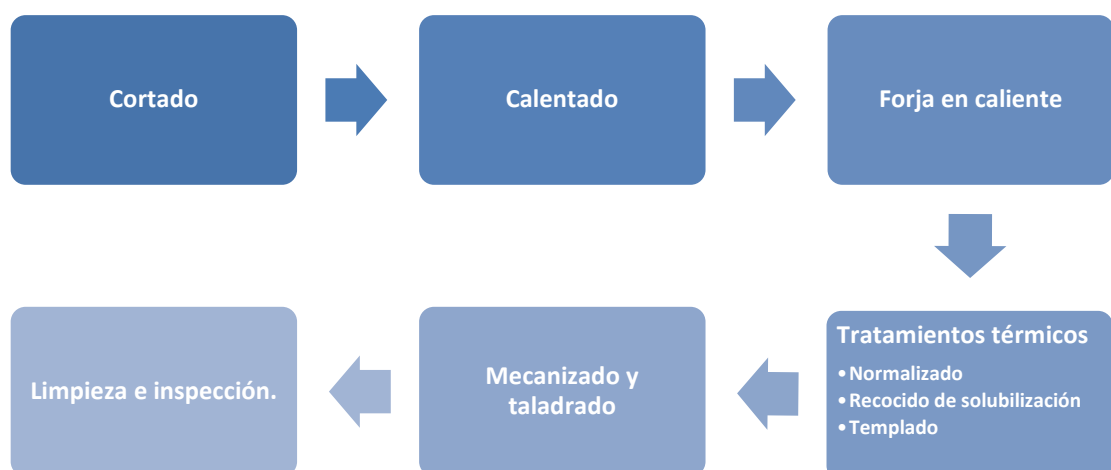 Cortado
Calentado
Forja en caliente
Tratamientos térmicos
•Normalizado
•Recocido de solubilización
•Templado
Mecanizado y
taladrado
Limpieza e inspección.